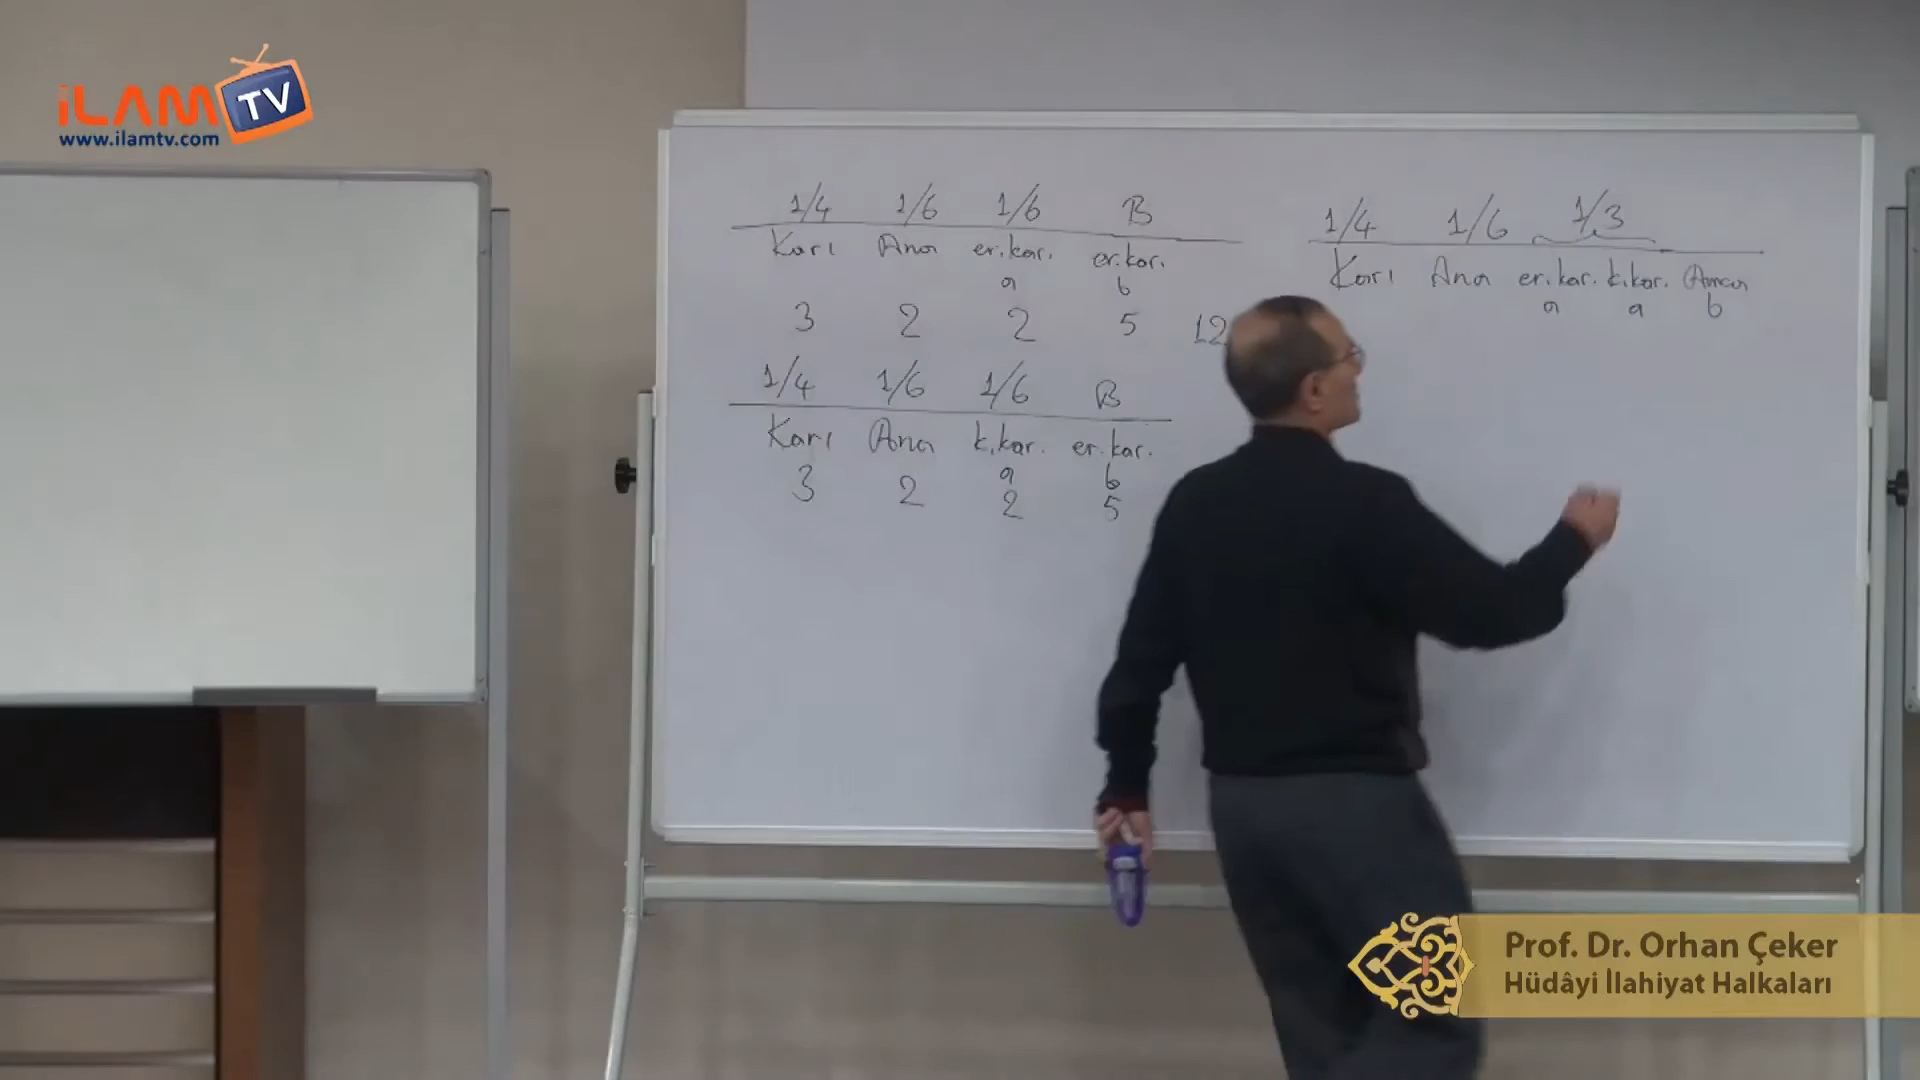 iLAM TV
www.ilamtv.com
1/4 1/6 1/6 B
Karı Ana er.kar. er.kar.
a b
3 2 2 5 12
1/4 1/6 1/6 B
Karı Ana k.kar. er.kar.
a b
3 2 2 5
1/4 1/6 1/3
Karı Ana er.kar. k.kar. Amca
a a b
Prof. Dr. Orhan Çeker
Hüdâyi İlahiyat Halkaları